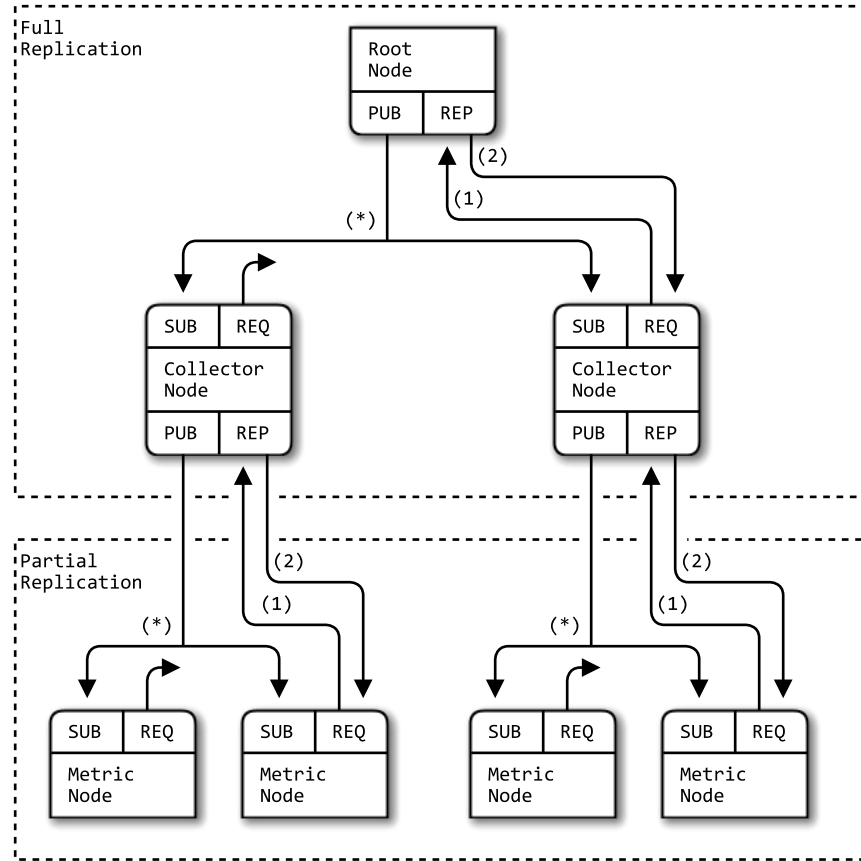 Full
Replication
Root
Node
PUB REP
(2)
(1)
(*)
SUB REQ
Collector
Node
PUB REP
SUB REQ
Collector
Node
PUB REP
Partial
Replication
(2)
(1)
(*)
(2)
(1)
(*)
SUB REQ
Metric
Node
SUB REQ
Metric
Node
SUB REQ
Metric
Node
SUB REQ
Metric
Node